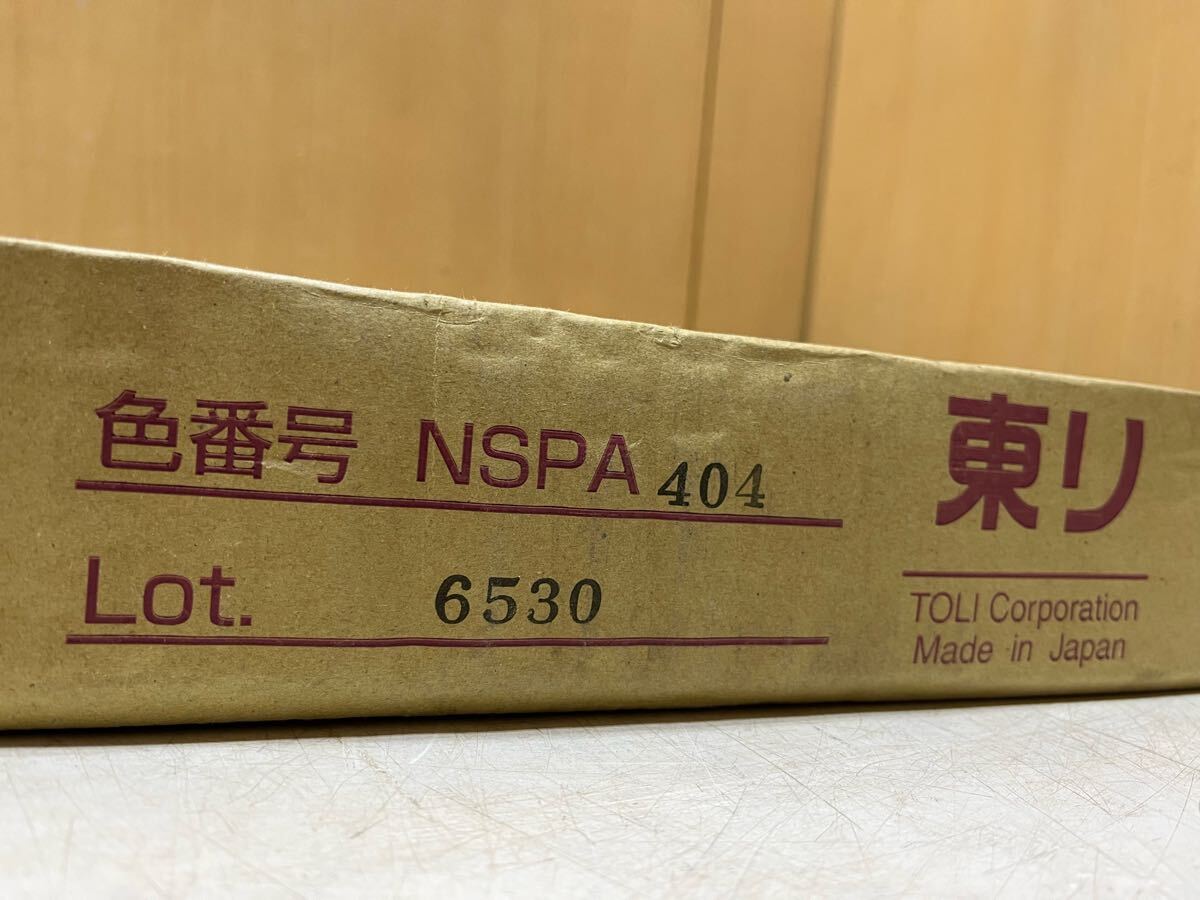 色番号 NSPA 404
Lot. 6530
東リ
TOLI Corporation
Made in Japan